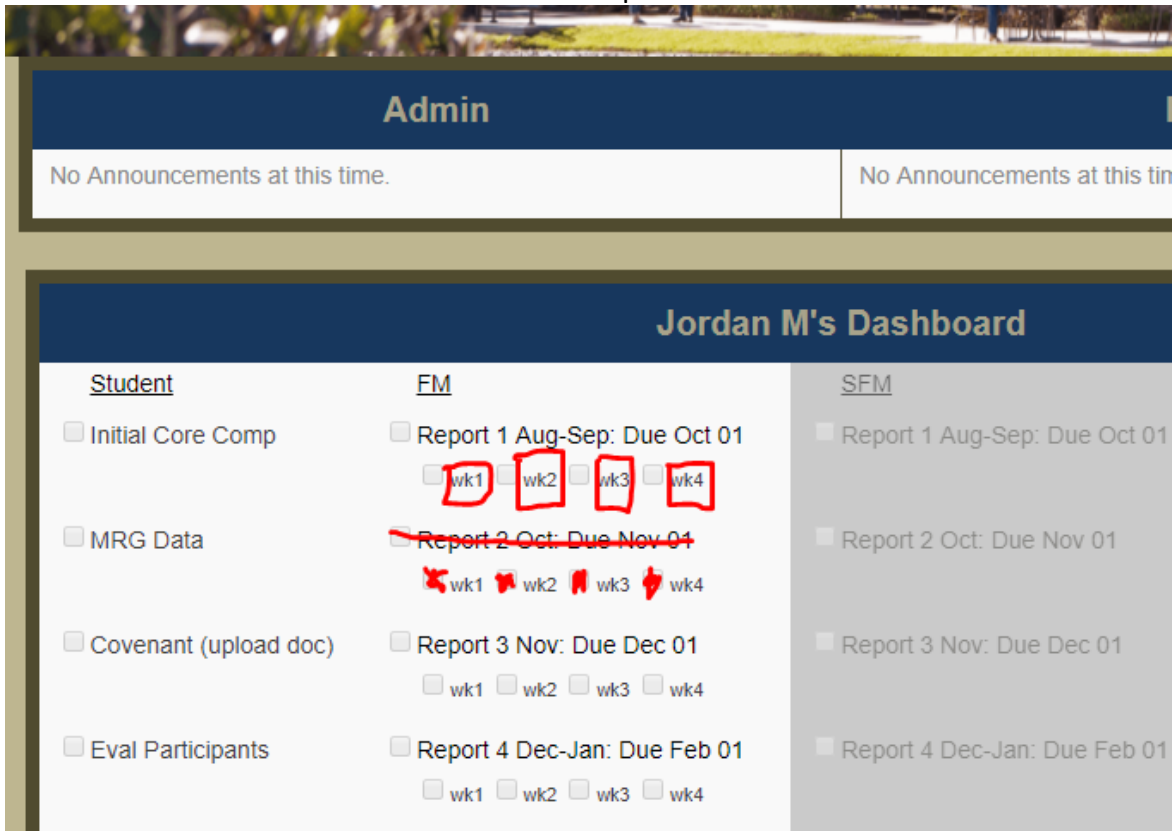 Admin
No Announcements at this time.
No Announcements at this
Jordan M's Dashboard
Student FM SFM
Initial Core Comp Report 1 Aug-Sep: Due Oct 01 Report 1 Aug-Sep: Due Oct 01
wk1 wk2 wk3 wk4
MRG Data Report 2 Oct: Due Nov 01 Report 2 Oct: Due Nov 01
wk1 wk2 wk3 wk4
Covenant (upload doc) Report 3 Nov: Due Dec 01 Report 3 Nov: Due Dec 01
wk1 wk2 wk3 wk4
Eval Participants Report 4 Dec-Jan: Due Feb 01 Report 4 Dec-Jan: Due Feb 01
wk1 wk2 wk3 wk4